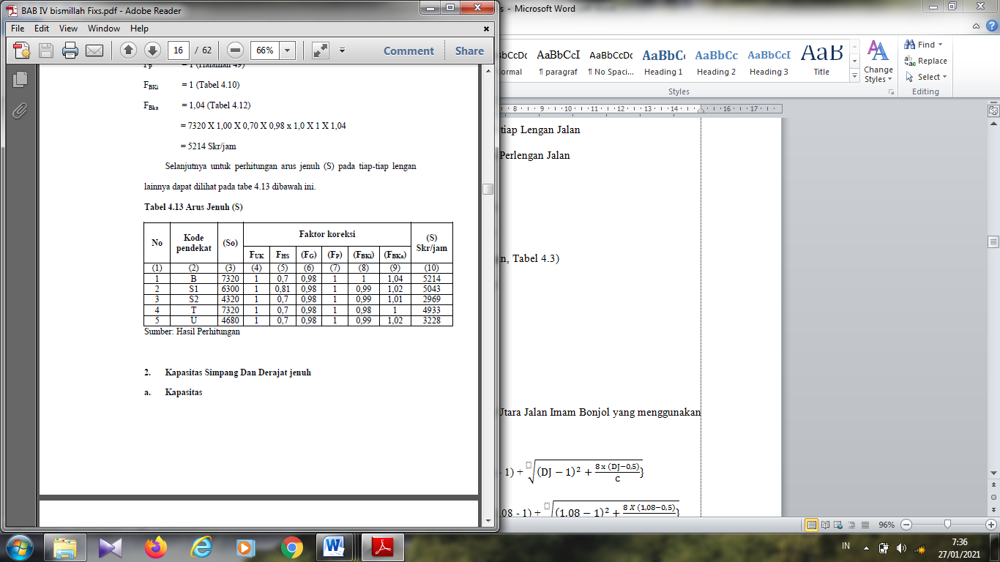 BAB IV bismillah Fixs.pdf - Adobe Reader
File Edit View Window Help
16 / 62 66% Comment Share
= 1 (Halaman 49)
FBKi = 1 (Tabel 4.10)
FBka = 1,04 (Tabel 4.12)
= 7320 X 1,00 X 0,70 X 0,98 x 1,0 X 1 X 1,04
= 5214 Skr/jam
Selanjutnya untuk perhitungan arus jenuh (S) pada tiap-tiap lengan
lainnya dapat dilihat pada tabe 4.13 dibawah ini.
Tabel 4.13 Arus Jenuh (S)
No Kode pendekat (So) Faktor koreksi (S) Skr/jam
FUK FHS (FG) (FP) (FBKi) (FBKa)
(1) (2) (3) (4) (5) (6) (7) (8) (9) (10)
1 B 7320 1 0,7 0,98 1 1 1,04 5214
2 S1 6300 1 0,81 0,98 1 0,99 1,02 5043
3 S2 4320 1 0,7 0,98 1 0,99 1,01 2969
4 T 7320 1 0,7 0,98 1 0,98 1 4933
5 U 4680 1 0,7 0,98 1 0,99 1,02 3228
Sumber: Hasil Perhitungan
2. Kapasitas Simpang Dan Derajat jenuh
a. Kapasitas
s - Microsoft Word
AaBbCcDc AaBbCcI AaBbCcDc AaBbCc AaBbCc AaBbCcI AaB
ormal ¶ paragraf ¶ No Spaci... Heading 1 Heading 2 Heading 3 Title
Change Styles
Find
Replace
Select
Styles Editing
8 9 10 11 12 13 14 15 16 17
tiap Lengan Jalan
Perlengan Jalan
n, Tabel 4.3)
Utara Jalan Imam Bonjol yang menggunakan
- 1) + √(DJ − 1)² + 8 x (DJ−0,5)/C}
08 - 1) + √(1,08 − 1)² + 8 X (1,08−0,5)}
96%
IN 7:36
27/01/2021